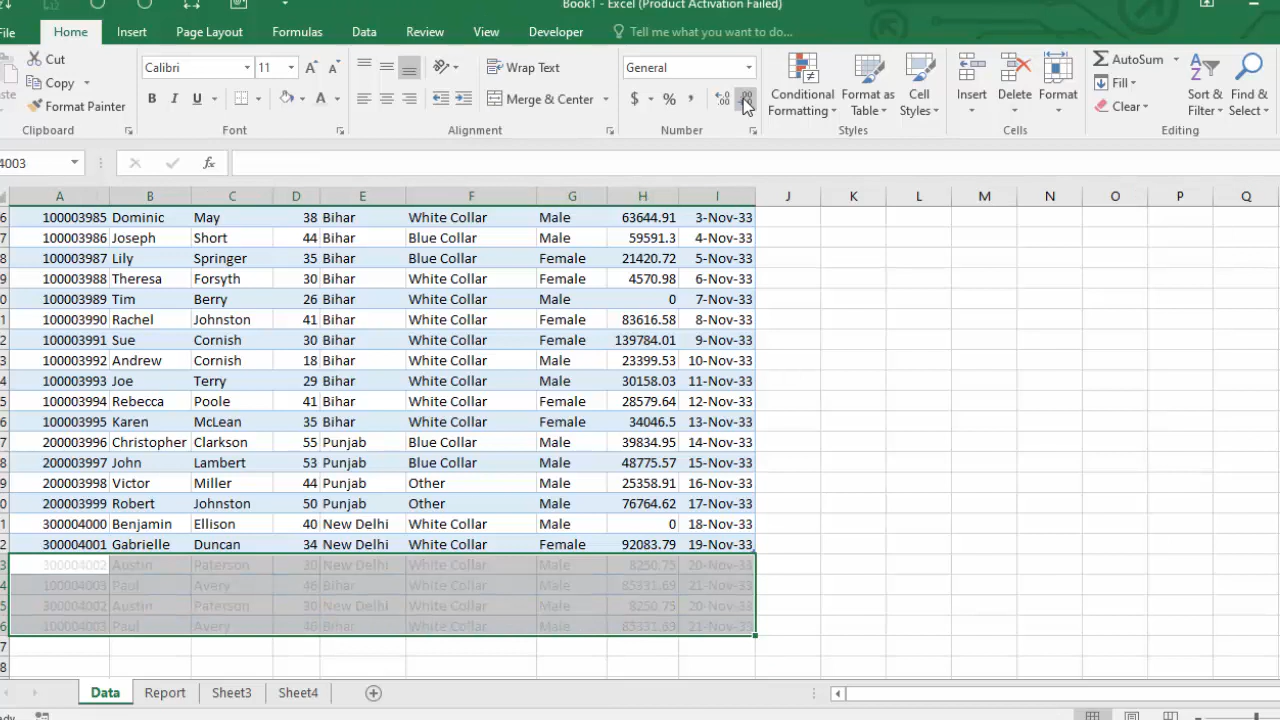 Book1 - Excel (Product Activation Failed)
File Home Insert Page Layout Formulas Data Review View Developer Tell me what you want to do...
Cut
Copy
Format Painter
Clipboard
Calibri 11
B I U A
Font
Wrap Text
Merge & Center
Alignment
General
$ % ,
Number
Conditional Formatting
Format as Table
Cell Styles
Styles
Insert
Delete
Format
Cells
AutoSum
Fill
Clear
Sort & Filter
Find & Select
Editing
4003 fx
A B C D E F G H I J K L M N O P Q
6 100003985 Dominic May 38 Bihar White Collar Male 63644.91 3-Nov-33
7 100003986 Joseph Short 44 Bihar Blue Collar Male 59591.3 4-Nov-33
8 100003987 Lily Springer 35 Bihar Blue Collar Female 21420.72 5-Nov-33
9 100003988 Theresa Forsyth 30 Bihar White Collar Female 4570.98 6-Nov-33
0 100003989 Tim Berry 26 Bihar White Collar Male 0 7-Nov-33
1 100003990 Rachel Johnston 41 Bihar White Collar Female 83616.58 8-Nov-33
2 100003991 Sue Cornish 30 Bihar White Collar Female 139784.01 9-Nov-33
3 100003992 Andrew Cornish 18 Bihar White Collar Male 23399.53 10-Nov-33
4 100003993 Joe Terry 29 Bihar White Collar Male 30158.03 11-Nov-33
5 100003994 Rebecca Poole 41 Bihar White Collar Female 28579.64 12-Nov-33
6 100003995 Karen McLean 35 Bihar White Collar Female 34046.5 13-Nov-33
7 200003996 Christopher Clarkson 55 Punjab Blue Collar Male 39834.95 14-Nov-33
8 200003997 John Lambert 53 Punjab Blue Collar Male 48775.57 15-Nov-33
9 200003998 Victor Miller 44 Punjab Other Male 25358.91 16-Nov-33
0 200003999 Robert Johnston 50 Punjab Other Male 76764.62 17-Nov-33
1 300004000 Benjamin Ellison 40 New Delhi White Collar Male 0 18-Nov-33
2 300004001 Gabrielle Duncan 34 New Delhi White Collar Female 92083.79 19-Nov-33
3 300004002 Austin Paterson 30 New Delhi White Collar Male 8250.75 20-Nov-33
4 100004003 Paul Avery 46 Bihar White Collar Male 85331.69 21-Nov-33
5 300004002 Austin Paterson 30 New Delhi White Collar Male 8250.75 20-Nov-33
6 100004003 Paul Avery 46 Bihar White Collar Male 85331.69 21-Nov-33
7
8
Data Report Sheet3 Sheet4